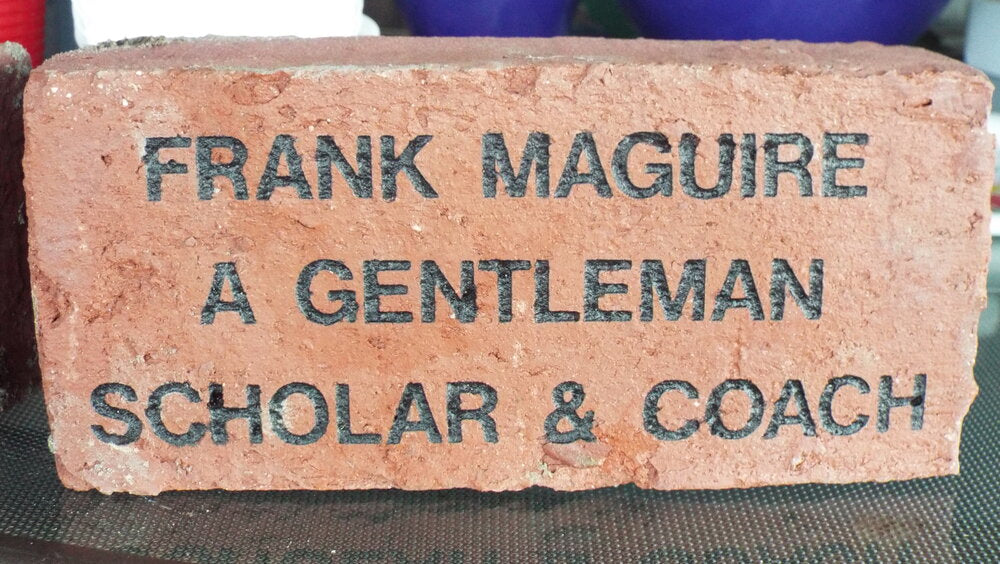 FRANK MAGUIRE
A GENTLEMAN
SCHOLAR & COACH